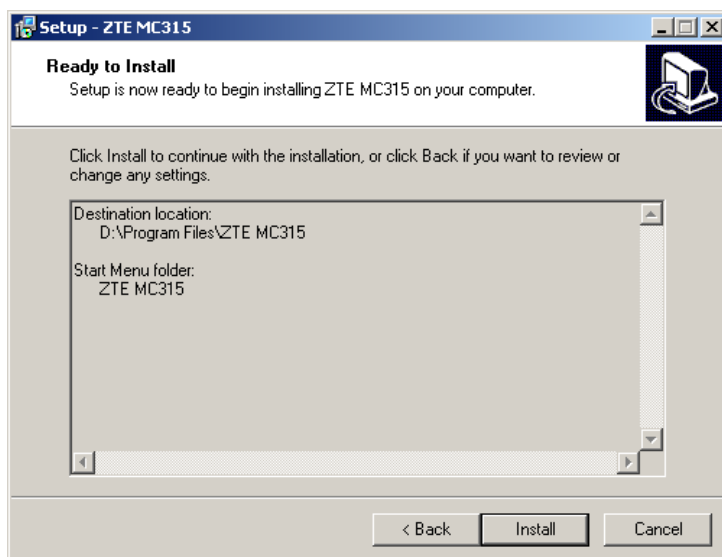 Setup - ZTE MC315
Ready to Install
Setup is now ready to begin installing ZTE MC315 on your computer.
Click Install to continue with the installation, or click Back if you want to review or
change any settings.
Destination location:
D:\Program Files\ZTE MC315
Start Menu folder:
ZTE MC315
< Back
Install
Cancel